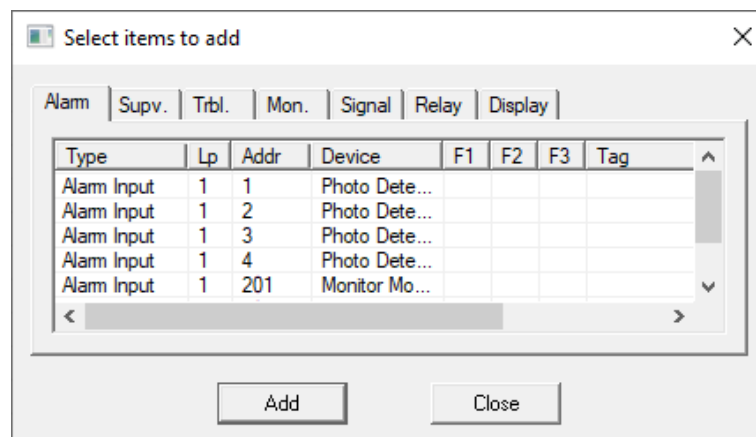 Select items to add
Alarm Supv. Trbl. Mon. Signal Relay Display
Type Lp Addr Device F1 F2 F3 Tag
Alarm Input 1 1 Photo Dete...
Alarm Input 1 2 Photo Dete...
Alarm Input 1 3 Photo Dete...
Alarm Input 1 4 Photo Dete...
Alarm Input 1 201 Monitor Mo...
Add Close